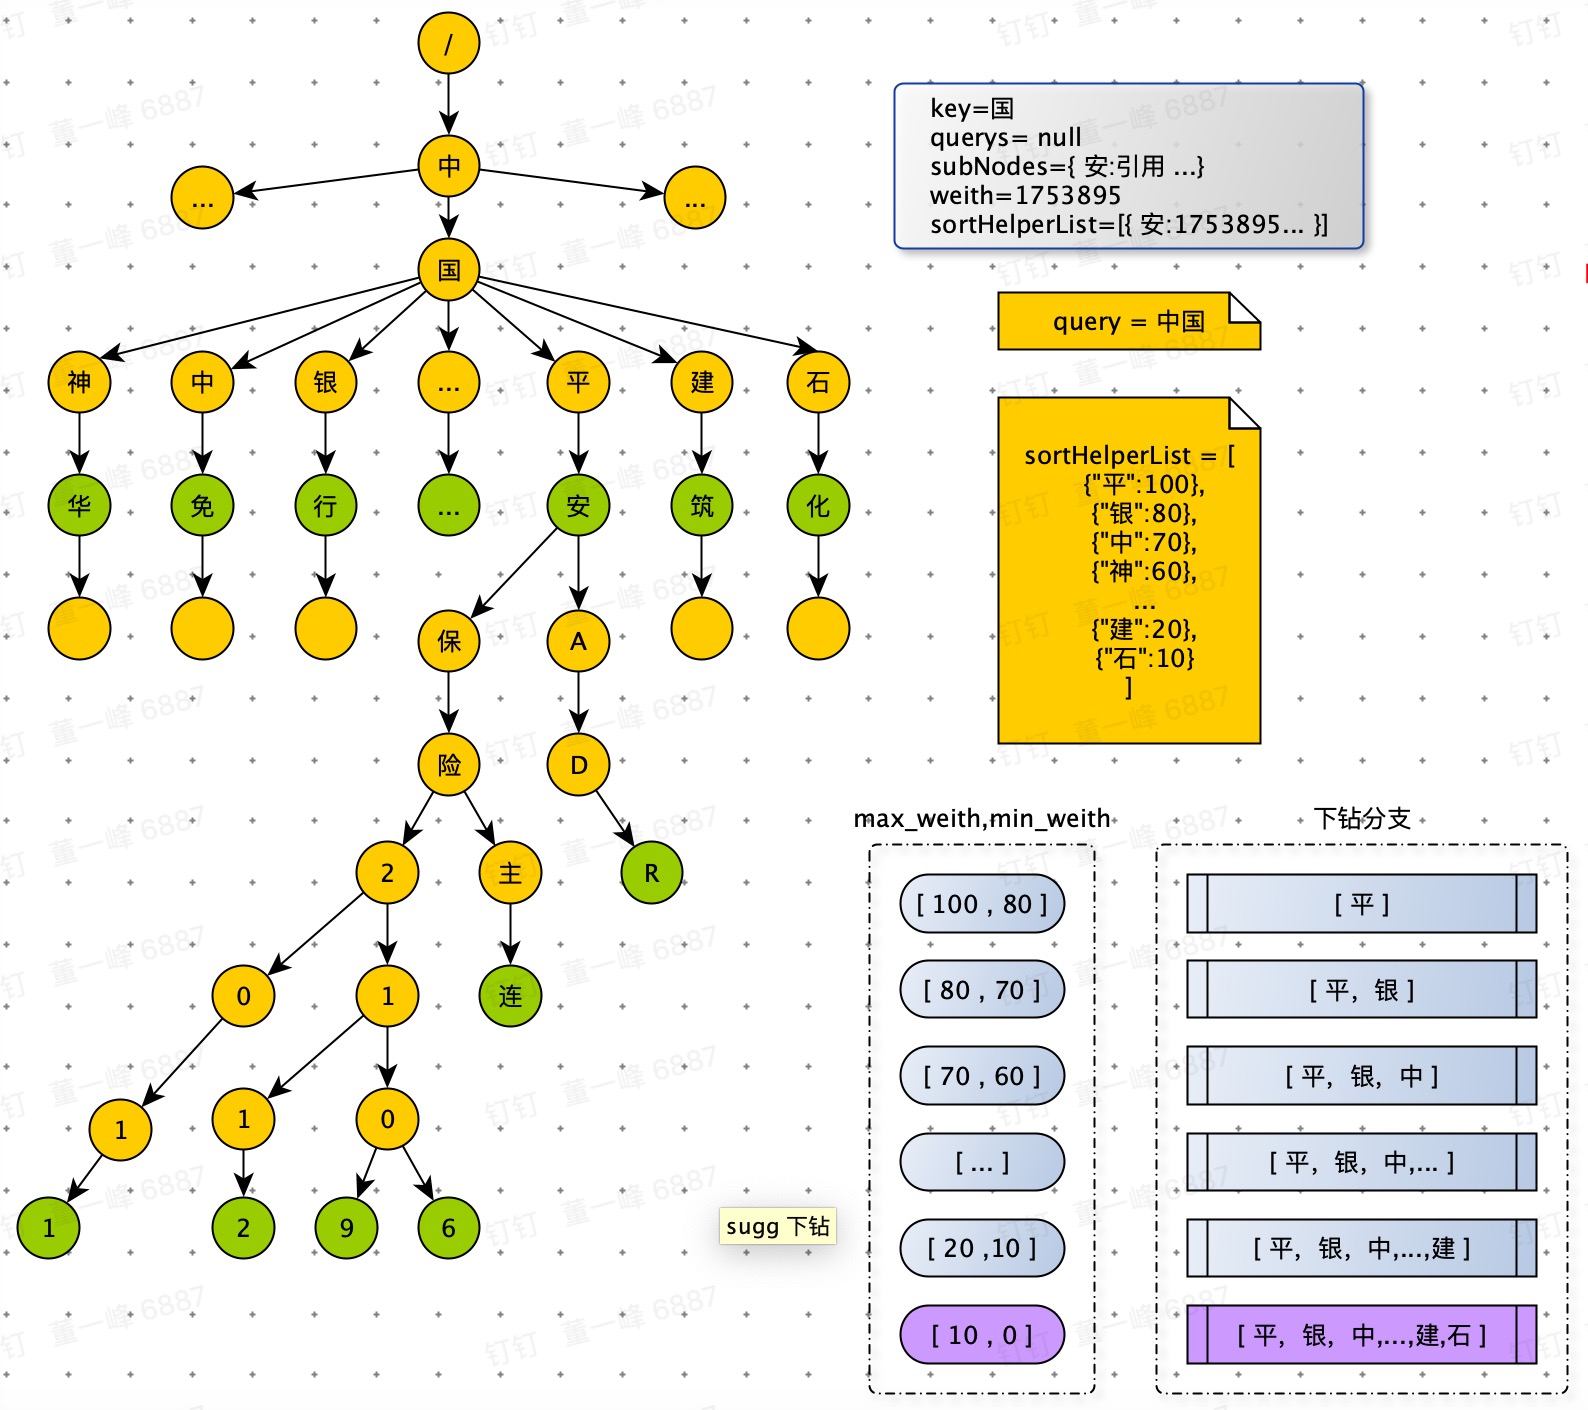 /
中
...
...
国
神
中
银
...
平
建
石
华
免
行
...
安
筑
化
保
A
险
D
2
主
R
0
1
连
1
1
0
1
2
9
6
key=国
querys= null
subNodes={ 安:引用 ...}
weith=1753895
sortHelperList=[{ 安:1753895... }]
query = 中国
sortHelperList = [
{"平":100},
{"银":80},
{"中":70},
{"神":60},
...
{"建":20},
{"石":10}
]
sugg 下钻
max_weith,min_weith
[ 100 , 80 ]
[ 80 , 70 ]
[ 70 , 60 ]
[ ... ]
[ 20 ,10 ]
[ 10 , 0 ]
下钻分支
[ 平 ]
[ 平，银 ]
[ 平，银，中 ]
[ 平，银，中,... ]
[ 平，银，中,...,建 ]
[ 平，银，中,...,建,石 ]
钉钉 董一峰 6887